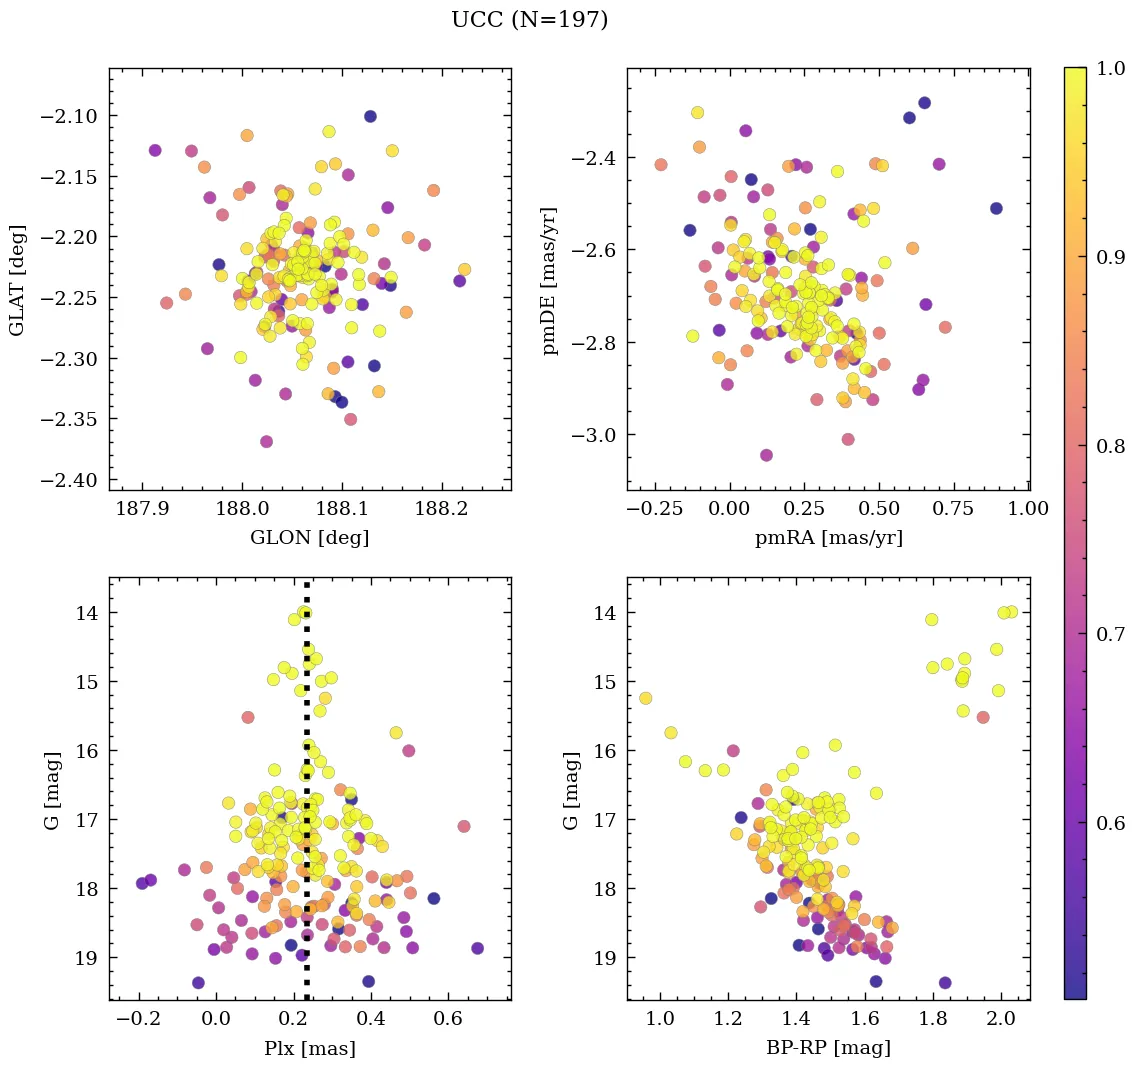 UCC (N=197)
−2.10
−2.15
−2.20
−2.25
−2.30
−2.35
−2.40
GLAT [deg]
187.9 188.0 188.1 188.2
GLON [deg]
−2.4
−2.6
−2.8
−3.0
pmDE [mas/yr]
−0.25 0.00 0.25 0.50 0.75 1.00
pmRA [mas/yr]
14
15
16
17
18
19
G [mag]
−0.2 0.0 0.2 0.4 0.6
Plx [mas]
14
15
16
17
18
19
G [mag]
1.0 1.2 1.4 1.6 1.8 2.0
BP-RP [mag]
1.0
0.9
0.8
0.7
0.6